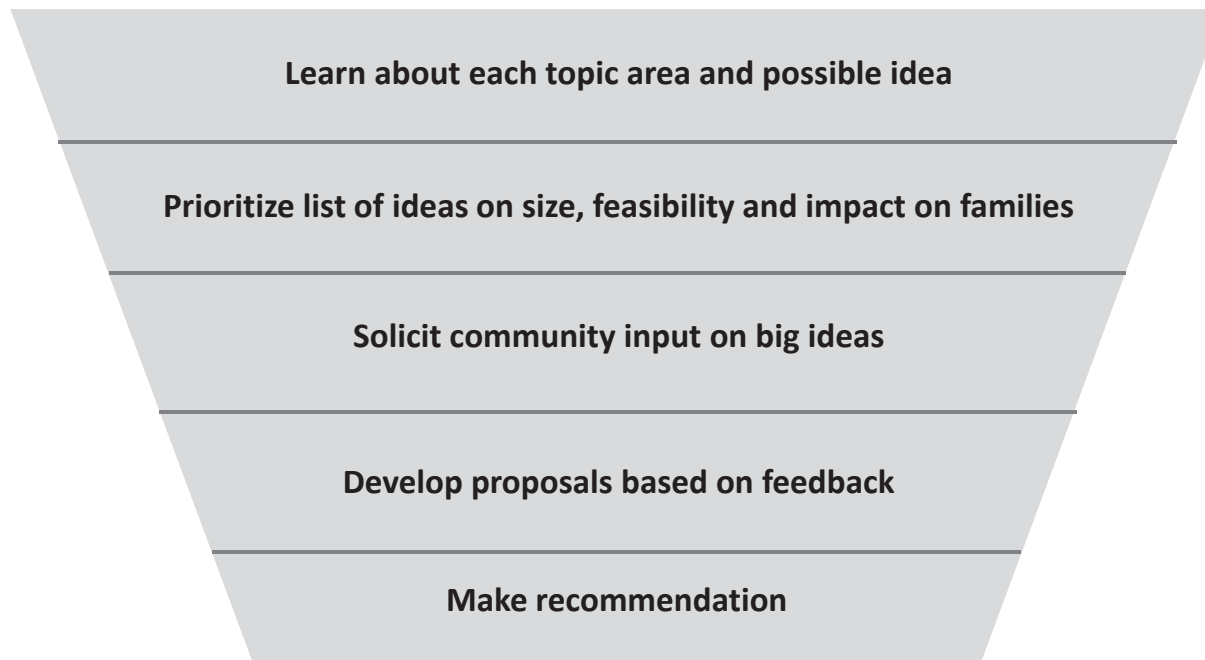 Learn about each topic area and possible idea
Prioritize list of ideas on size, feasibility and impact on families
Solicit community input on big ideas
Develop proposals based on feedback
Make recommendation